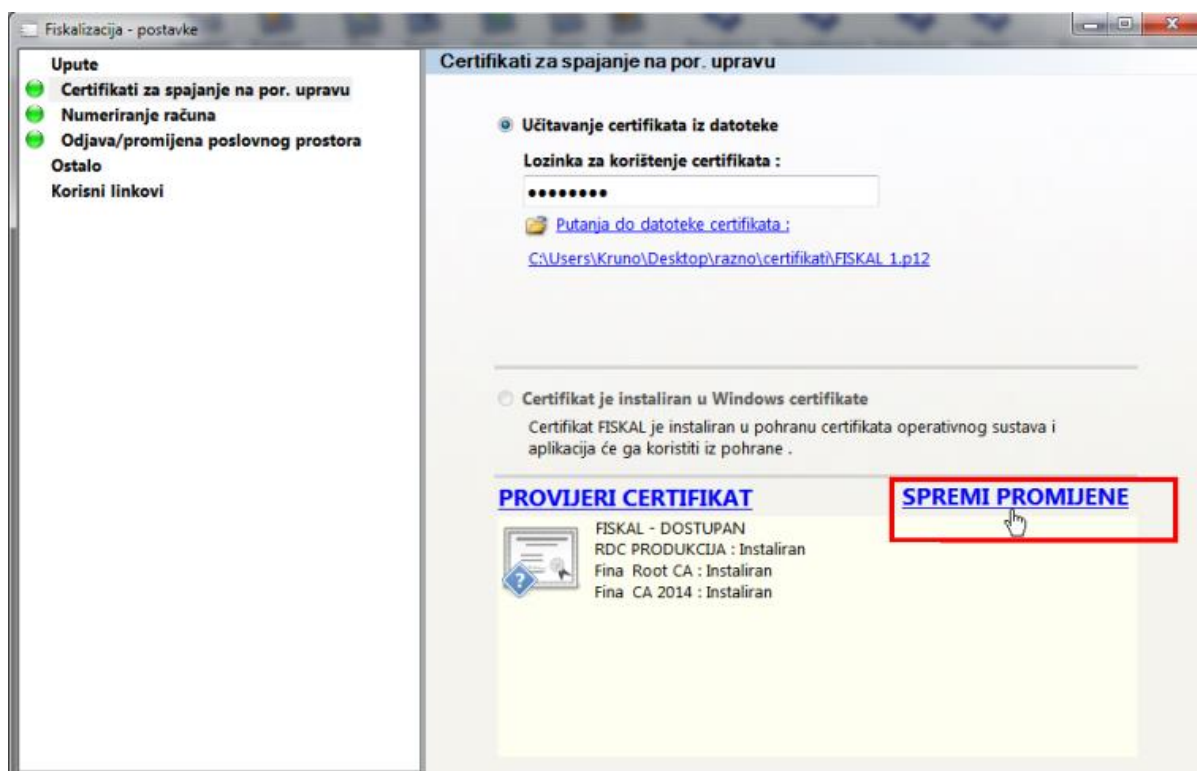 Fiskalizacija - postavke
Upute
Certifikati za spajanje na por. upravu
Numeriranje računa
Odjava/promijena poslovnog prostora
Ostalo
Korisni linkovi
Certifikati za spajanje na por. upravu
Učitavanje certifikata iz datoteke
Lozinka za korištenje certifikata :
••••••••
Putanja do datoteke certifikata :
C:\Users\Kruno\Desktop\razno\certifikati\FISKAL 1.p12
Certifikat je instaliran u Windows certifikate
Certifikat FISKAL je instaliran u pohranu certifikata operativnog sustava i
aplikacija će ga koristiti iz pohrane .
PROVIJERI CERTIFIKAT
SPREMI PROMIJENE
FISKAL - DOSTUPAN
RDC PRODUKCIJA : Instaliran
Fina Root CA : Instaliran
Fina CA 2014 : Instaliran